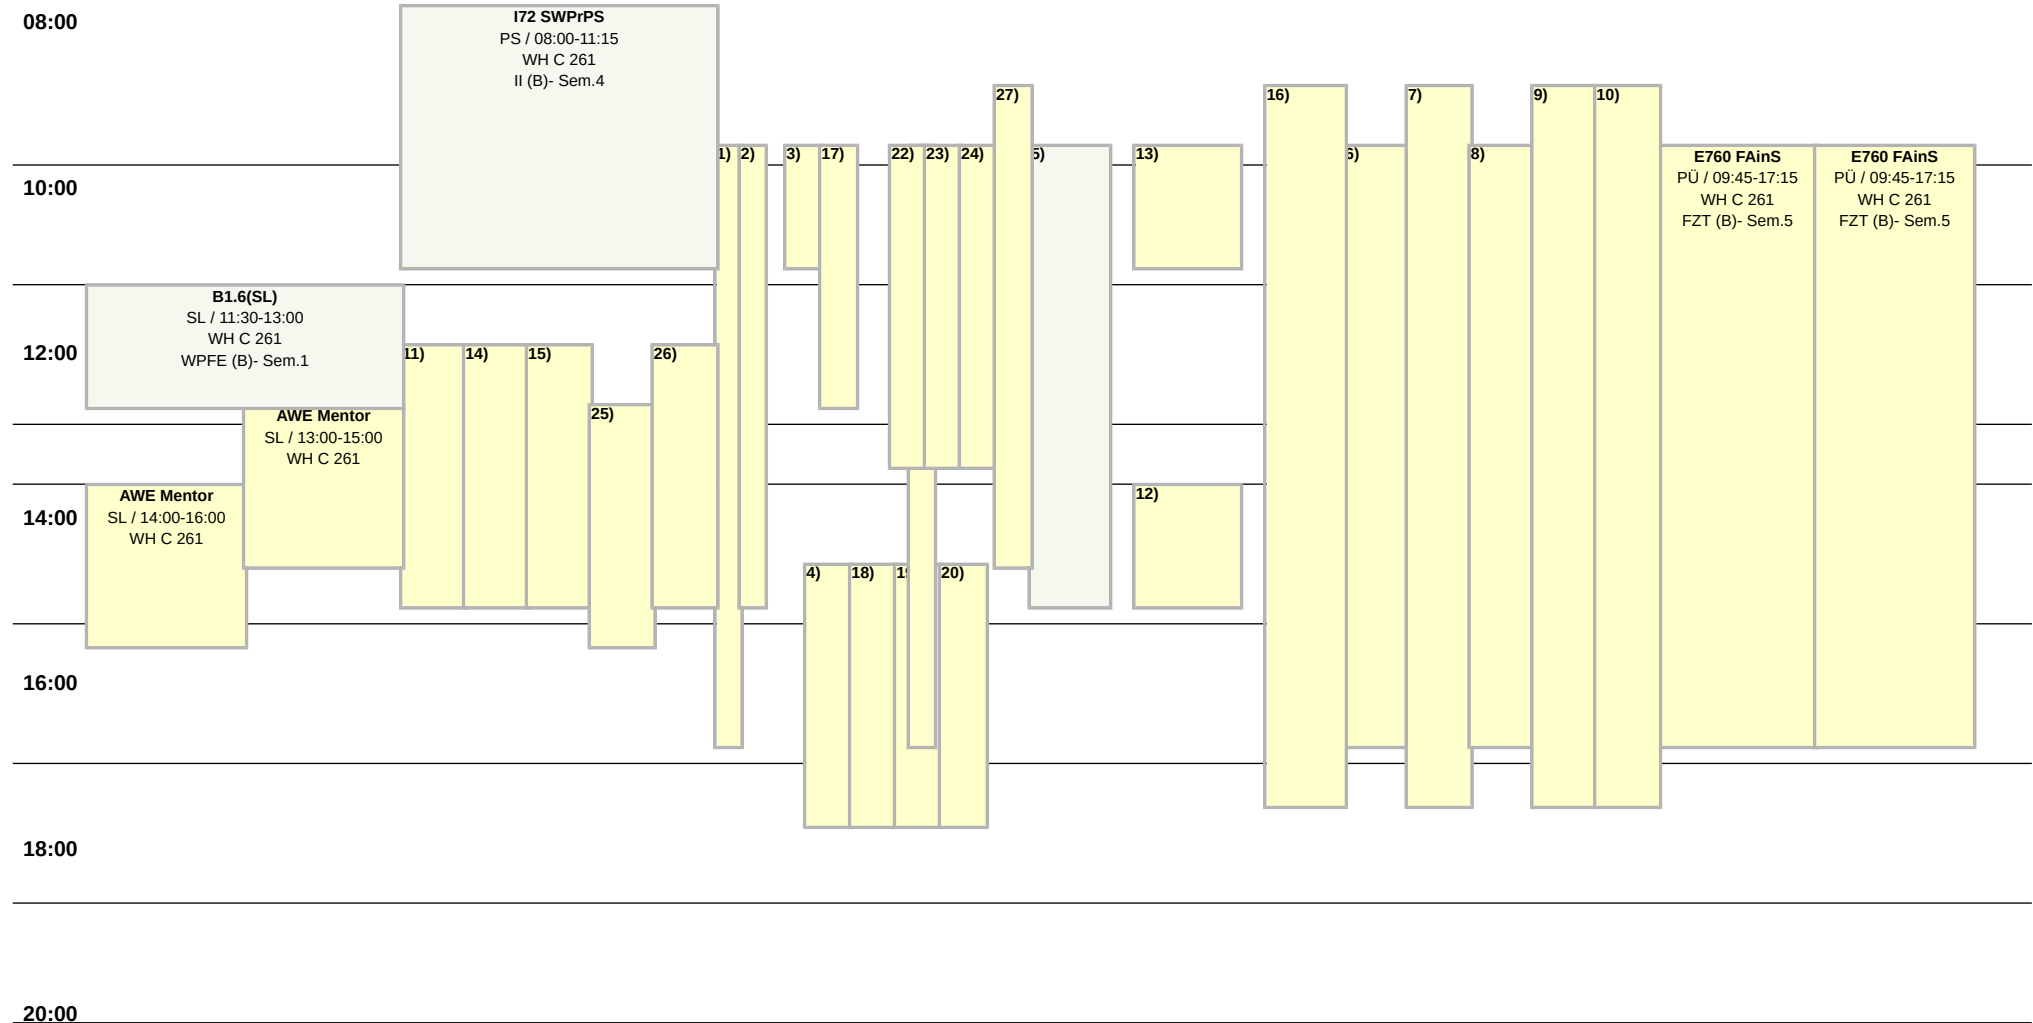 08:00
I72 SWPrPS
PS / 08:00-11:15
WH C 261
II (B)- Sem.4
27)
16)
7)
9)
10)
1)
2)
3)
17)
22)
23)
24)
5)
13)
6)
8)
E760 FAinS
PÜ / 09:45-17:15
WH C 261
FZT (B)- Sem.5
E760 FAinS
PÜ / 09:45-17:15
WH C 261
FZT (B)- Sem.5
10:00
B1.6(SL)
SL / 11:30-13:00
WH C 261
WPFE (B)- Sem.1
12:00
11)
14)
15)
26)
25)
AWE Mentor
SL / 13:00-15:00
WH C 261
AWE Mentor
SL / 14:00-16:00
WH C 261
12)
14:00
4)
18)
20)
16:00
18:00
20:00